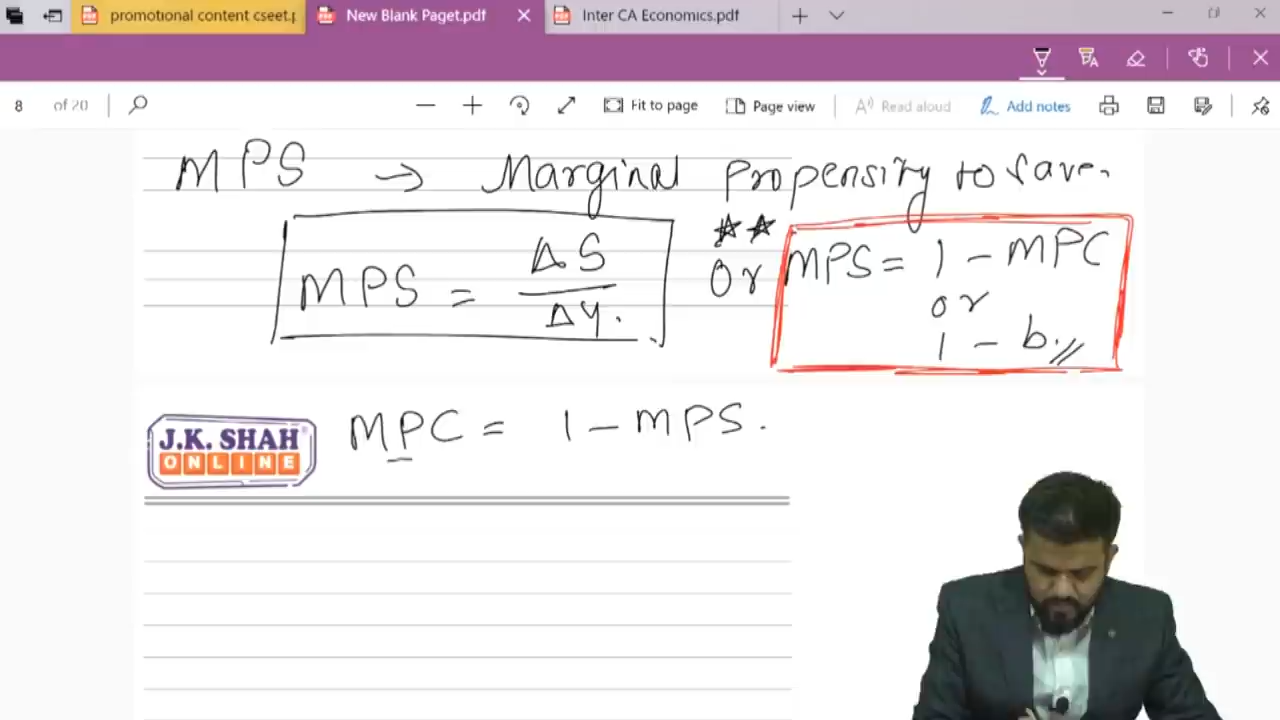 promotional content cseet.p
New Blank Paget.pdf
Inter CA Economics.pdf
8 of 20
Fit to page
Page view
Read aloud
Add notes
MPS → Marginal Propensity to Save.
MPS = ΔS / ΔY.
Or
MPS = 1 - MPC
or
1 - b.
J.K. SHAH
ONLINE
MPC = 1 - MPS.